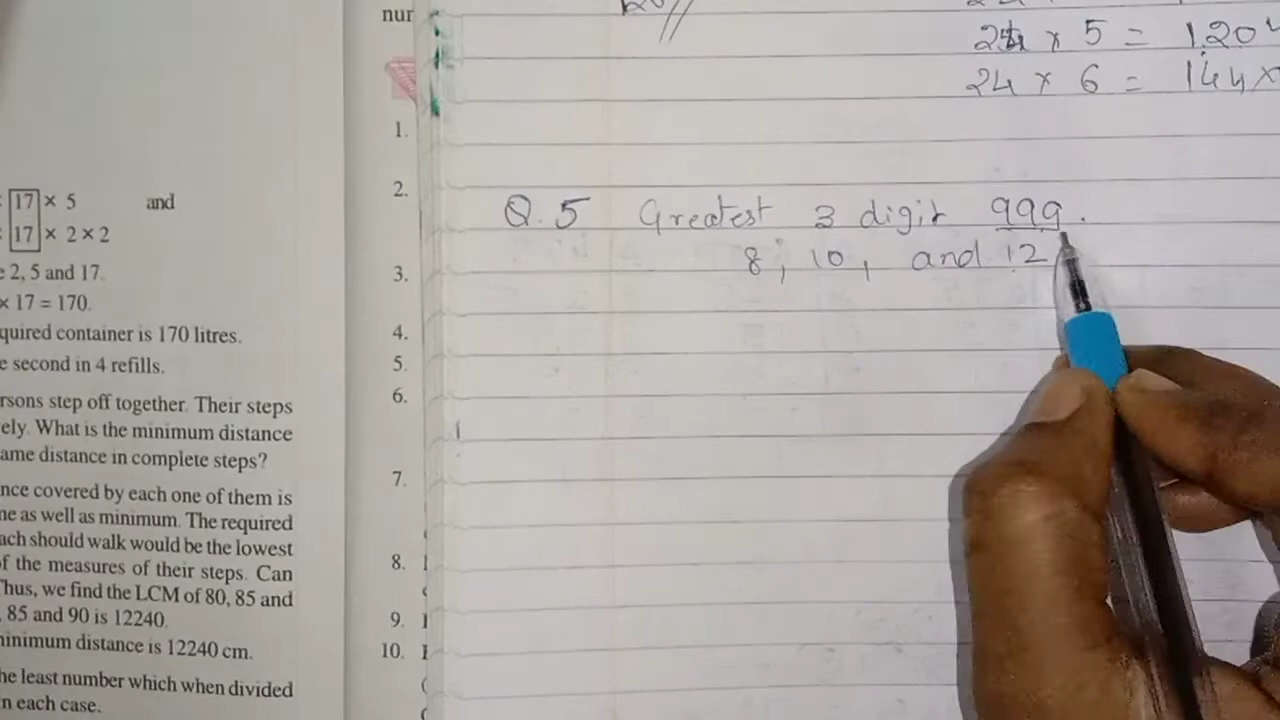 17 × 5 and
17 × 2 × 2
2, 5 and 17.
× 17 = 170.
quired container is 170 litres.
second in 4 refills.
rsons step off together. Their steps
ely. What is the minimum distance
ame distance in complete steps?
nce covered by each one of them is
ne as well as minimum. The required
ach should walk would be the lowest
f the measures of their steps. Can
Thus, we find the LCM of 80, 85 and
, 85 and 90 is 12240.
ninimum distance is 12240 cm.
he least number which when divided
n each case.
nur
1.
2.
3.
4.
5.
6.
7.
8.
9.
10.
24 × 5 = 120
24 × 6 = 144
Q. 5 Greatest 3 digit 999.
8, 10, and 12